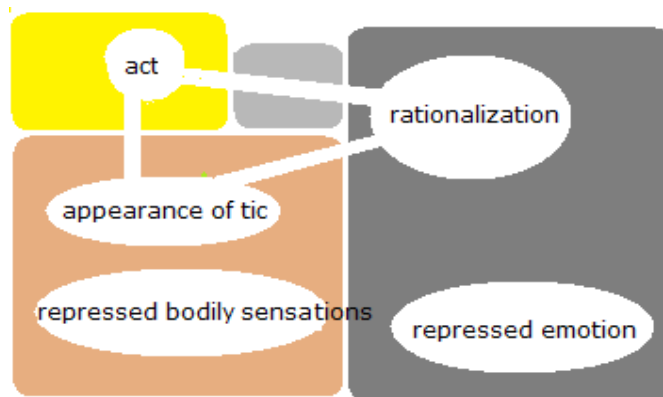 act
rationalization
appearance of tic
repressed bodily sensations
repressed emotion